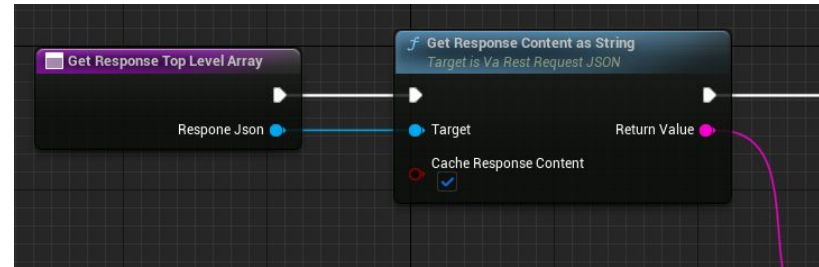 Get Response Top Level Array
Respone Json
f Get Response Content as String
Target is Va Rest Request JSON
Target
Return Value
Cache Response Content